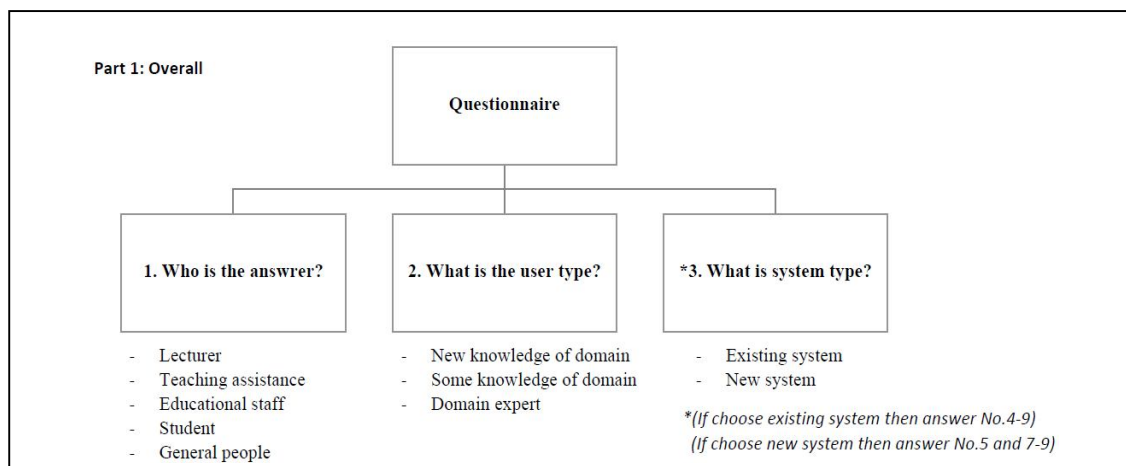 Part 1: Overall
Questionnaire
1. Who is the answrer?
- Lecturer
- Teaching assistance
- Educational staff
- Student
- General people
2. What is the user type?
- New knowledge of domain
- Some knowledge of domain
- Domain expert
*3. What is system type?
- Existing system
- New system
*(If choose existing system then answer No.4-9)
(If choose new system then answer No.5 and 7-9)